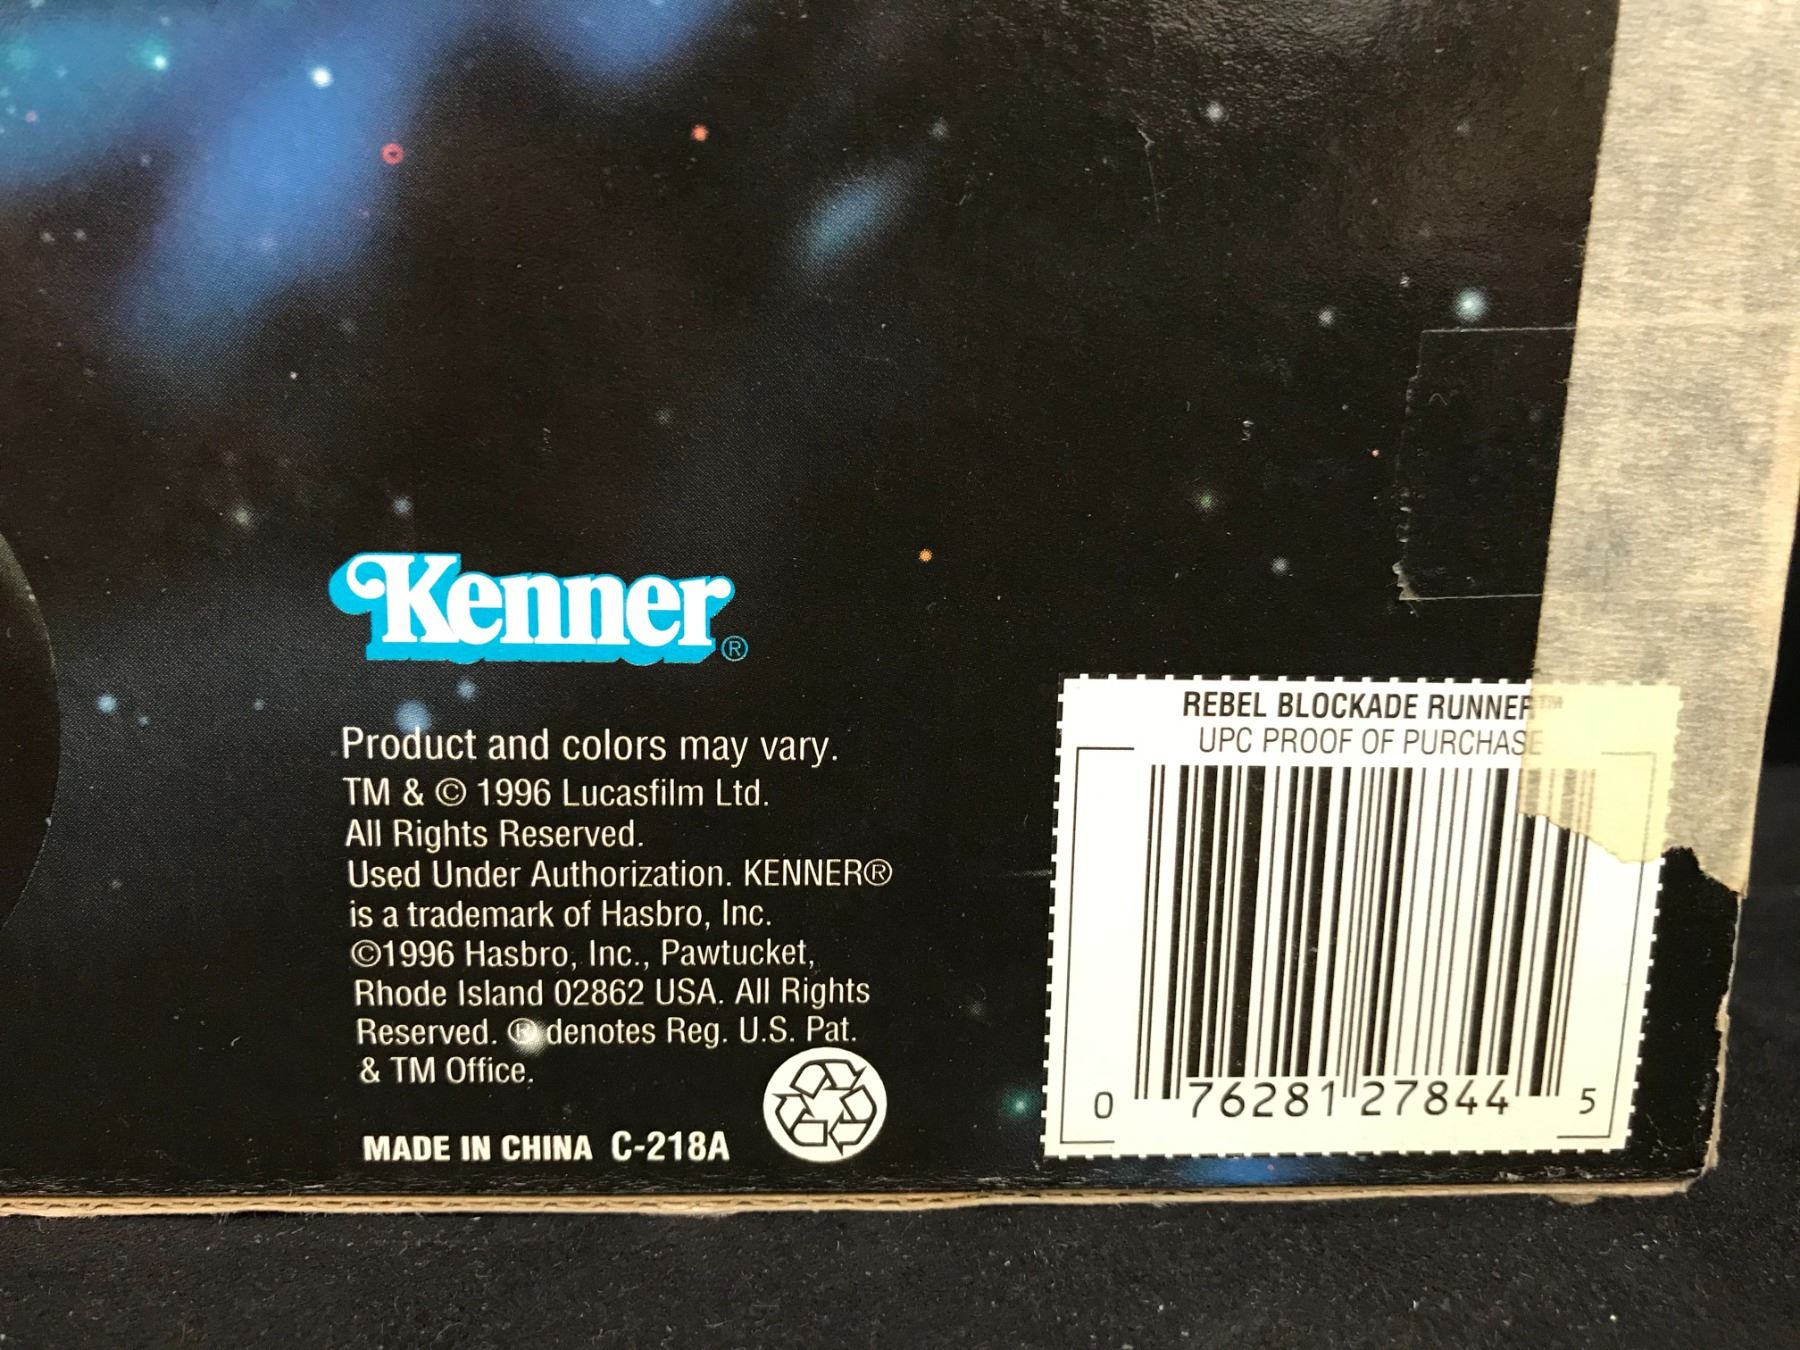 Kenner®
Product and colors may vary.
TM & © 1996 Lucasfilm Ltd.
All Rights Reserved.
Used Under Authorization. KENNER®
is a trademark of Hasbro, Inc.
©1996 Hasbro, Inc., Pawtucket,
Rhode Island 02862 USA. All Rights
Reserved. ® denotes Reg. U.S. Pat.
& TM Office.
MADE IN CHINA C-218A
REBEL BLOCKADE RUNNER™
UPC PROOF OF PURCHASE
0 76281 27844 5